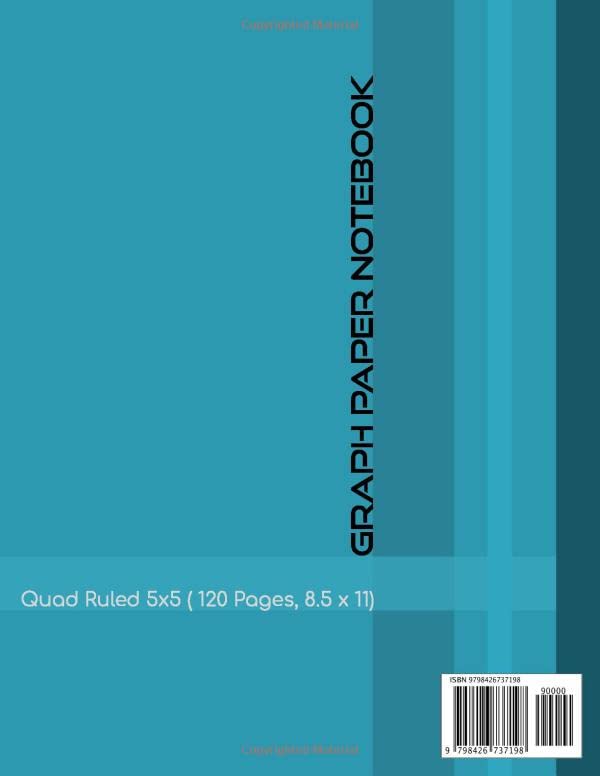 Copyrighted Material
GRAPH PAPER NOTEBOOK
Quad Ruled 5x5 ( 120 Pages, 8.5 x 11)
ISBN 9798426737198
90000
9 798426 737198
Copyrighted Material